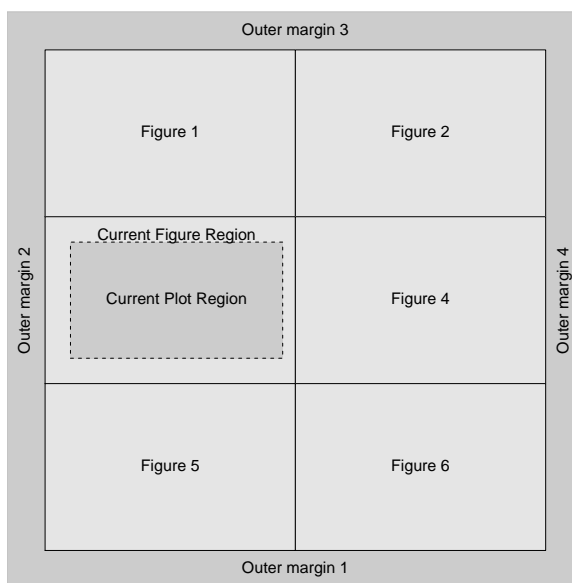 Outer margin 3
Figure 1
Figure 2
Current Figure Region
Outer margin 2
Current Plot Region
Figure 4
Outer margin 4
Figure 5
Figure 6
Outer margin 1